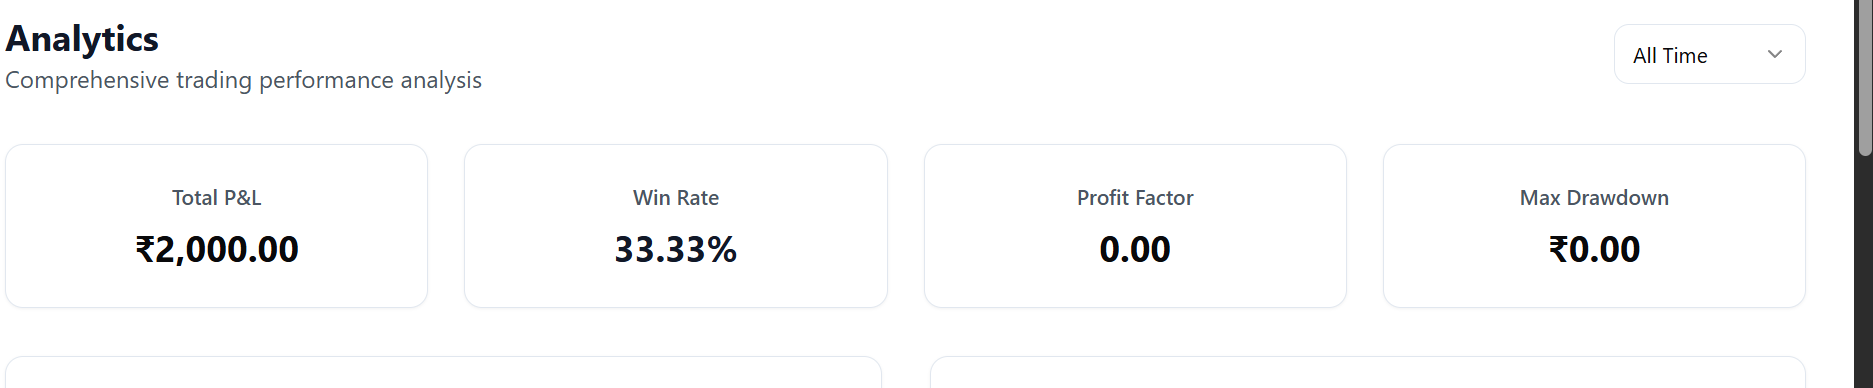 Analytics
Comprehensive trading performance analysis
All Time
Total P&L
₹2,000.00
Win Rate
33.33%
Profit Factor
0.00
Max Drawdown
₹0.00